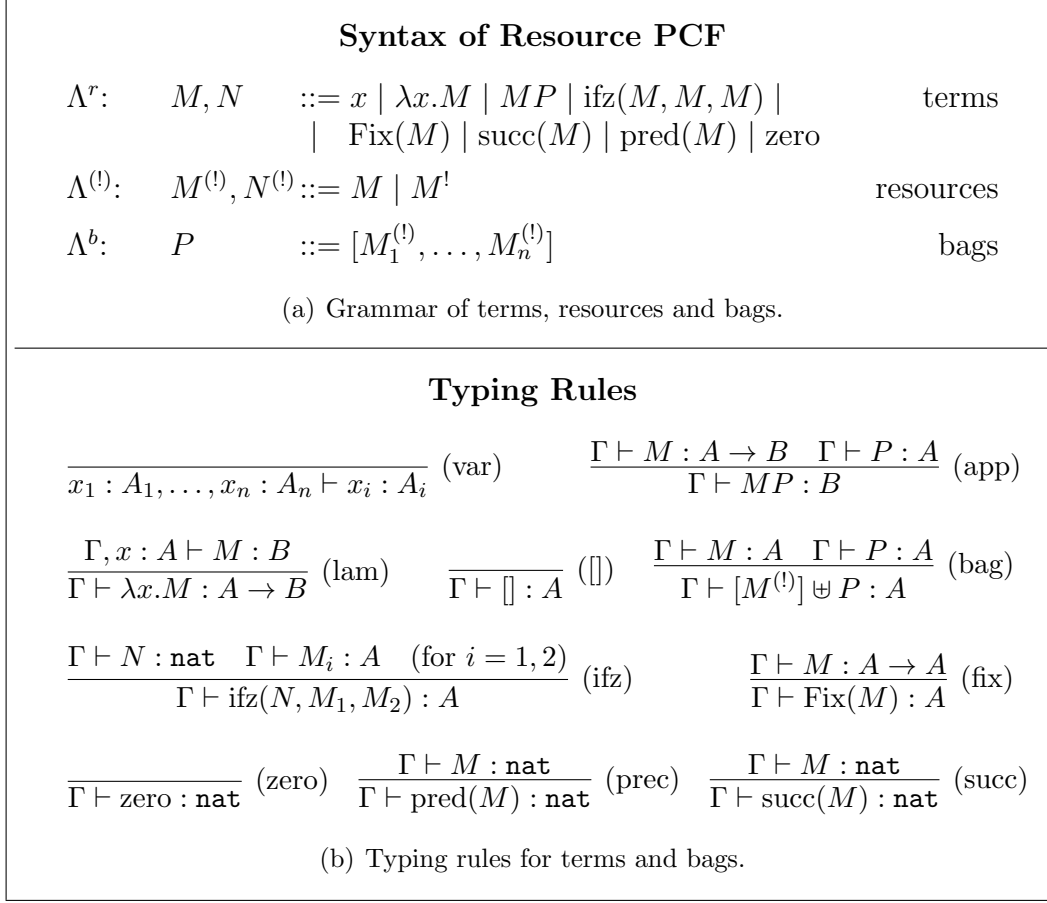 Syntax of Resource PCF
Λ^r: M, N ::= x | λx.M | MP | ifz(M, M, M) | terms
| Fix(M) | succ(M) | pred(M) | zero
Λ^(!): M^(!), N^(!) ::= M | M^! resources
Λ^b: P ::= [M_1^(!), . . . , M_n^(!)] bags
(a) Grammar of terms, resources and bags.
Typing Rules
x_1 : A_1, . . . , x_n : A_n ⊢ x_i : A_i (var)
Γ ⊢ M : A → B Γ ⊢ P : A
Γ ⊢ MP : B (app)
Γ, x : A ⊢ M : B
Γ ⊢ λx.M : A → B (lam)
Γ ⊢ [] : A ([])
Γ ⊢ M : A Γ ⊢ P : A
Γ ⊢ [M^(!)] ⊎ P : A (bag)
Γ ⊢ N : nat Γ ⊢ M_i : A (for i = 1, 2)
Γ ⊢ ifz(N, M_1, M_2) : A (ifz)
Γ ⊢ M : A → A
Γ ⊢ Fix(M) : A (fix)
Γ ⊢ zero : nat (zero)
Γ ⊢ M : nat
Γ ⊢ pred(M) : nat (prec)
Γ ⊢ M : nat
Γ ⊢ succ(M) : nat (succ)
(b) Typing rules for terms and bags.